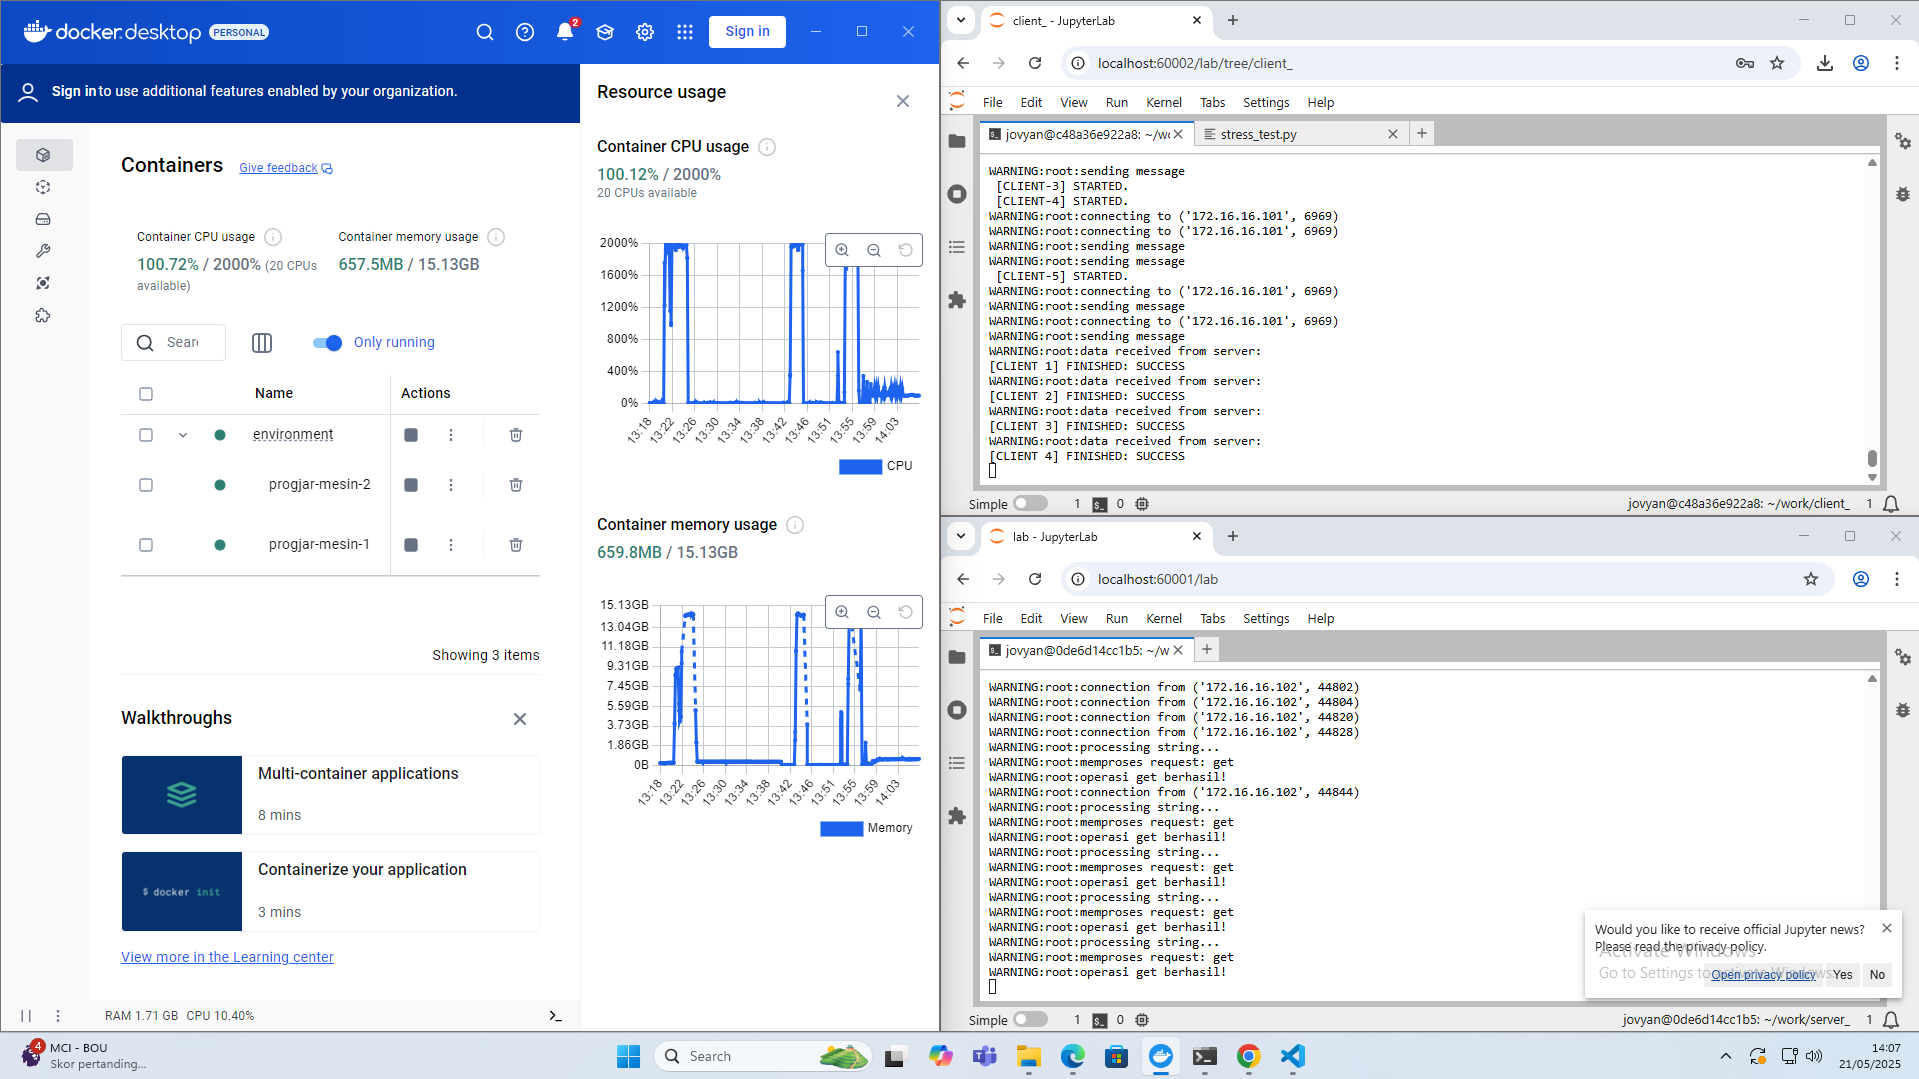 docker.desktop PERSONAL
2
Sign in
Sign in to use additional features enabled by your organization.
Containers
Give feedback
Container CPU usage
100.72% / 2000% (20 CPUs available)
Container memory usage
657.5MB / 15.13GB
Sear
Only running
Name
Actions
environment
progjar-mesin-2
progjar-mesin-1
Showing 3 items
Walkthroughs
Multi-container applications
8 mins
$ docker init
Containerize your application
3 mins
View more in the Learning center
RAM 1.71 GB CPU 10.40%
Resource usage
Container CPU usage
100.12% / 2000%
20 CPUs available
2000%
1600%
1200%
800%
400%
0%
13:18 13:22 13:26 13:30 13:34 13:38 13:42 13:46 13:51 13:55 13:59 14:03
CPU
Container memory usage
659.8MB / 15.13GB
15.13GB
13.04GB
11.18GB
9.31GB
7.45GB
5.59GB
3.73GB
1.86GB
0B
13:18 13:22 13:26 13:30 13:34 13:38 13:42 13:46 13:51 13:55 13:59 14:03
Memory
client_ - JupyterLab
localhost:60002/lab/tree/client_
File Edit View Run Kernel Tabs Settings Help
jovyan@c48a36e922a8: ~/wo
stress_test.py
WARNING:root:sending message
[CLIENT-3] STARTED.
[CLIENT-4] STARTED.
WARNING:root:connecting to ('172.16.16.101', 6969)
WARNING:root:connecting to ('172.16.16.101', 6969)
WARNING:root:sending message
WARNING:root:sending message
[CLIENT-5] STARTED.
WARNING:root:connecting to ('172.16.16.101', 6969)
WARNING:root:sending message
WARNING:root:connecting to ('172.16.16.101', 6969)
WARNING:root:sending message
WARNING:root:data received from server:
[CLIENT 1] FINISHED: SUCCESS
WARNING:root:data received from server:
[CLIENT 2] FINISHED: SUCCESS
WARNING:root:data received from server:
[CLIENT 3] FINISHED: SUCCESS
WARNING:root:data received from server:
[CLIENT 4] FINISHED: SUCCESS
Simple 1 0
jovyan@c48a36e922a8: ~/work/client_ 1
lab - JupyterLab
localhost:60001/lab
File Edit View Run Kernel Tabs Settings Help
jovyan@0de6d14cc1b5: ~/w
WARNING:root:connection from ('172.16.16.102', 44802)
WARNING:root:connection from ('172.16.16.102', 44804)
WARNING:root:connection from ('172.16.16.102', 44820)
WARNING:root:connection from ('172.16.16.102', 44828)
WARNING:root:processing string...
WARNING:root:memproses request: get
WARNING:root:operasi get berhasil!
WARNING:root:connection from ('172.16.16.102', 44844)
WARNING:root:processing string...
WARNING:root:memproses request: get
WARNING:root:operasi get berhasil!
WARNING:root:processing string...
WARNING:root:memproses request: get
WARNING:root:operasi get berhasil!
WARNING:root:processing string...
WARNING:root:memproses request: get
WARNING:root:operasi get berhasil!
WARNING:root:processing string...
WARNING:root:memproses request: get
WARNING:root:operasi get berhasil!
Would you like to receive official Jupyter news?
Please read the privacy policy.
Activate Windows
Go to Settings to activate Windows.
Open privacy policy Yes No
Simple 1 0
jovyan@0de6d14cc1b5: ~/work/server_ 1
4
MCI - BOU
Skor pertanding...
Search
14:07
21/05/2025